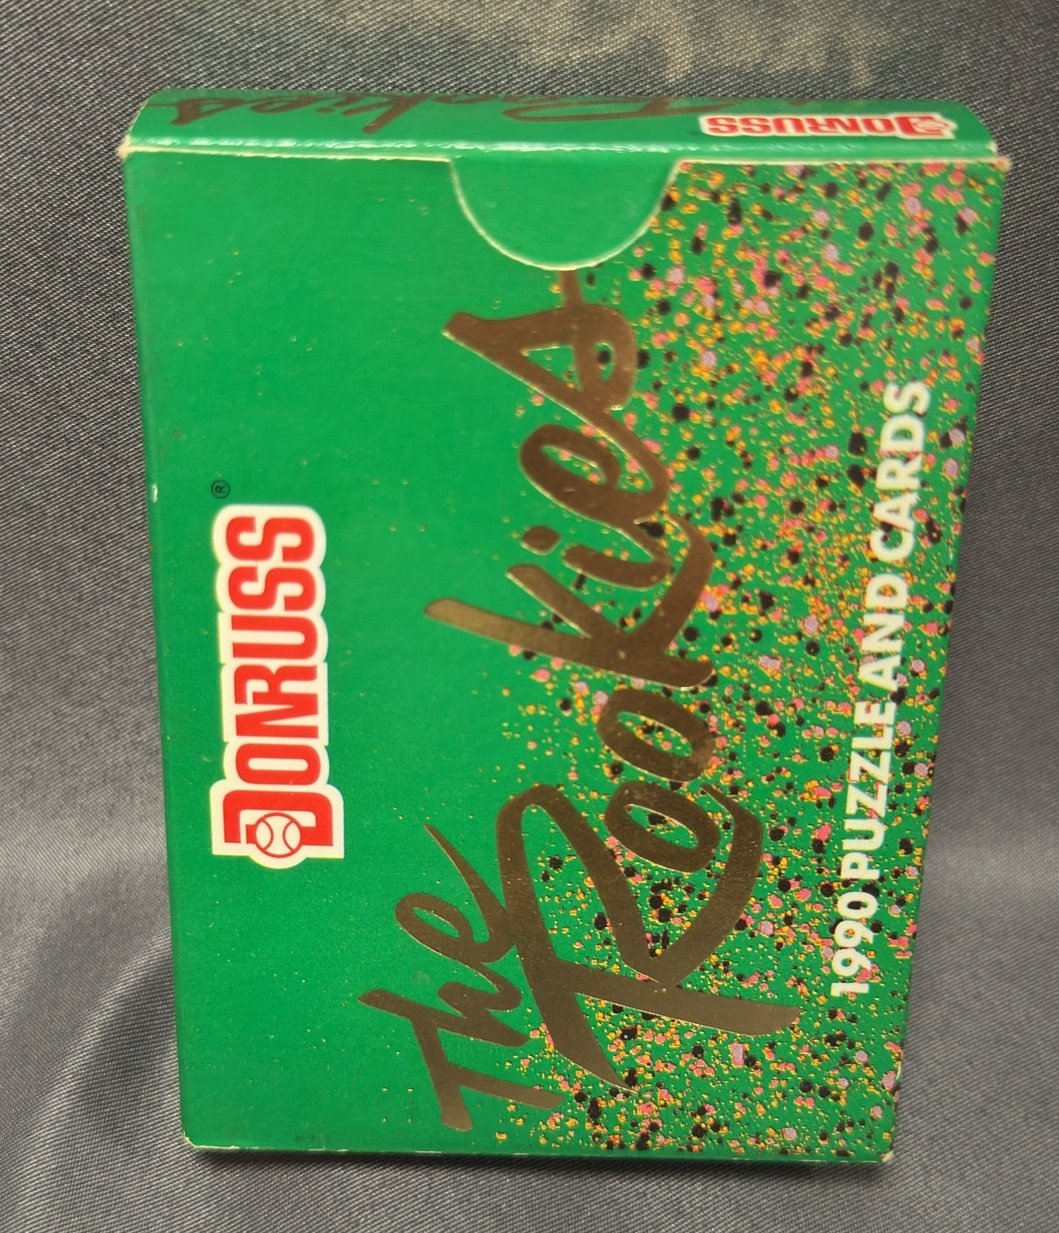 The Rookies
DONRUSS
DONRUSS ®
The
Rookies
1990 PUZZLE AND CARDS